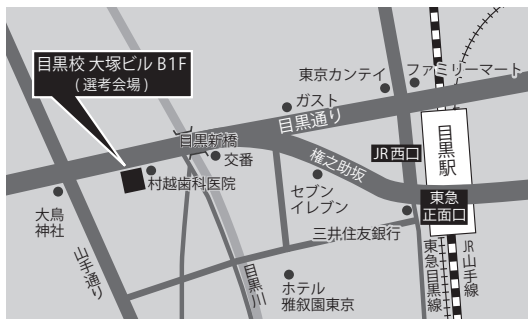 目黒校 大塚ビル B1F
(選考会場)
東京カンテイ
ファミリーマート
ガスト
目黒通り
目黒新橋
交番
JR西口
権之助坂
目黒駅
村越歯科医院
セブン
イレブン
東急
正面口
大鳥
神社
三井住友銀行
山手通り
目黒川
ホテル
雅叙園東京
東急目黒線
JR山手線